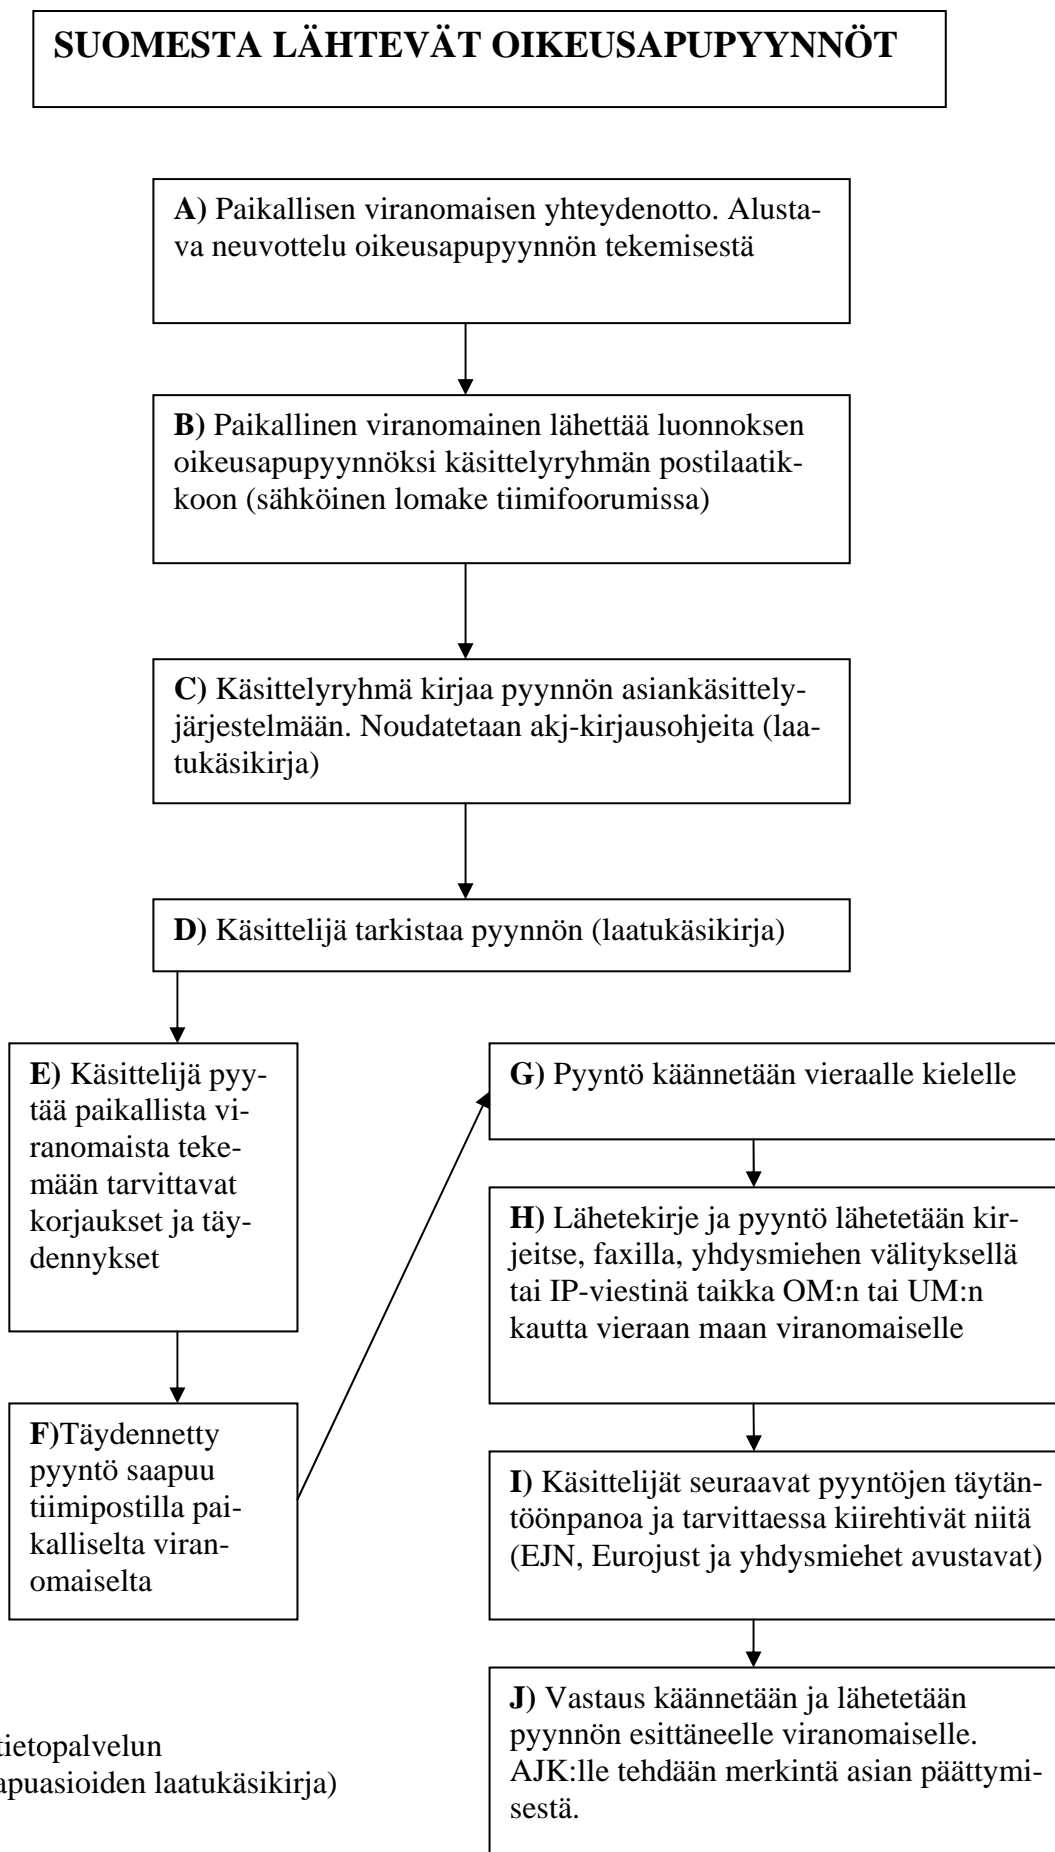 SUOMESTA LÄHTEVÄT OIKEUSAPUPYYNNÖT
A) Paikallisen viranomaisen yhteydenotto. Alusta-
va neuvottelu oikeusapupyynnön tekemisestä
B) Paikallinen viranomainen lähettää luonnoksen
oikeusapupyynnöksi käsittelyryhmän postilaatik-
koon (sähköinen lomake tiimifoorumissa)
C) Käsittelyryhmä kirjaa pyynnön asiankäsittely-
järjestelmään. Noudatetaan akj-kirjausohjeita (laa-
tukäsikirja)
D) Käsittelijä tarkistaa pyynnön (laatukäsikirja)
E) Käsittelijä pyy-
tää paikallista vi-
ranomaista teke-
mään tarvittavat
korjaukset ja täy-
dennykset
F)Täydennetty
pyyntö saapuu
tiimipostilla pai-
kalliselta viran-
omaiselta
G) Pyyntö käännetään vieraalle kielelle
H) Lähetekirje ja pyyntö lähetetään kir-
jeitse, faxilla, yhdysmiehen välityksellä
tai IP-viestinä taikka OM:n tai UM:n
kautta vieraan maan viranomaiselle
I) Käsittelijät seuraavat pyyntöjen täytän-
töönpanoa ja tarvittaessa kiirehtivät niitä
(EJN, Eurojust ja yhdysmiehet avustavat)
J) Vastaus käännetään ja lähetetään
pyynnön esittäneelle viranomaiselle.
AJK:lle tehdään merkintä asian päättymi-
sestä.
tietopalvelun
apuasioiden laatukäsikirja)